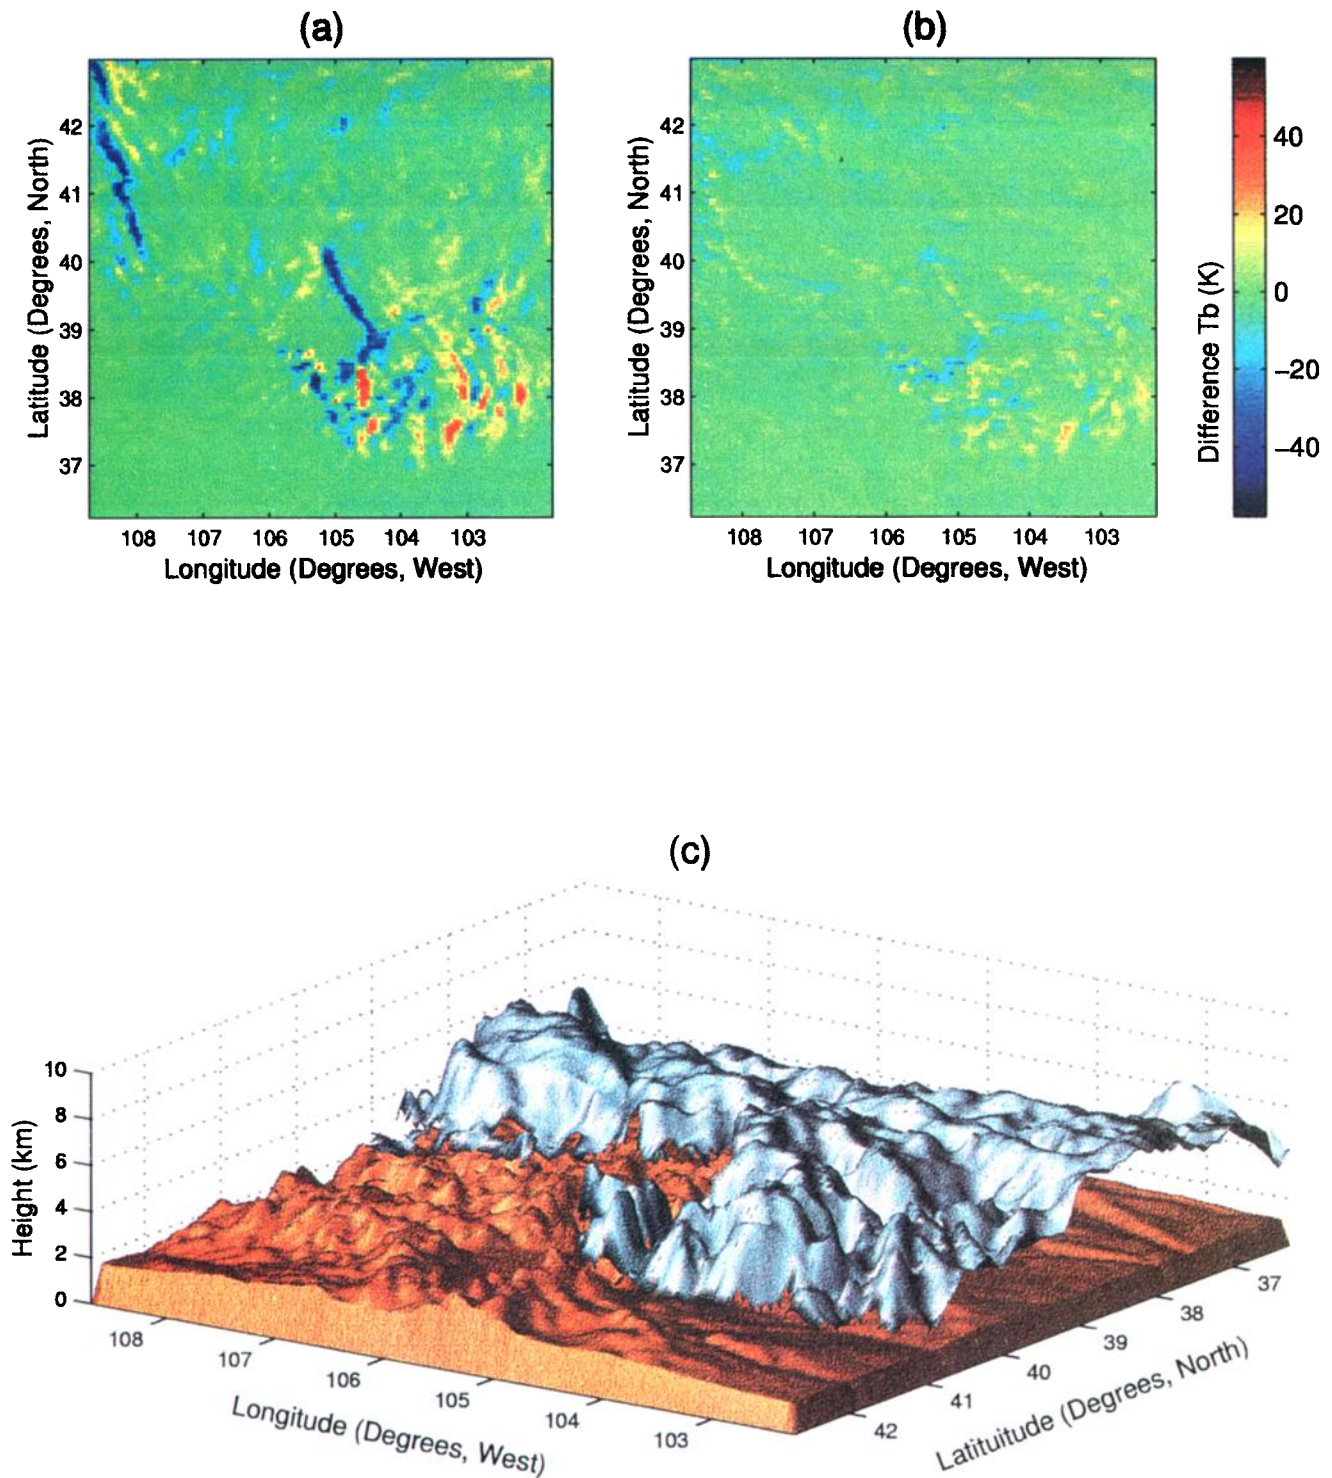 (a)
(b)
Latitude (Degrees, North)
42
41
40
39
38
37
108 107 106 105 104 103
Longitude (Degrees, West)
Latitude (Degrees, North)
42
41
40
39
38
37
108 107 106 105 104 103
Longitude (Degrees, West)
Difference Tb (K)
40
20
0
−20
−40
(c)
Height (km)
10
8
6
4
2
0
108 107 106 105 104 103
Longitude (Degrees, West)
42 41 40 39 38 37
Latituitude (Degrees, North)